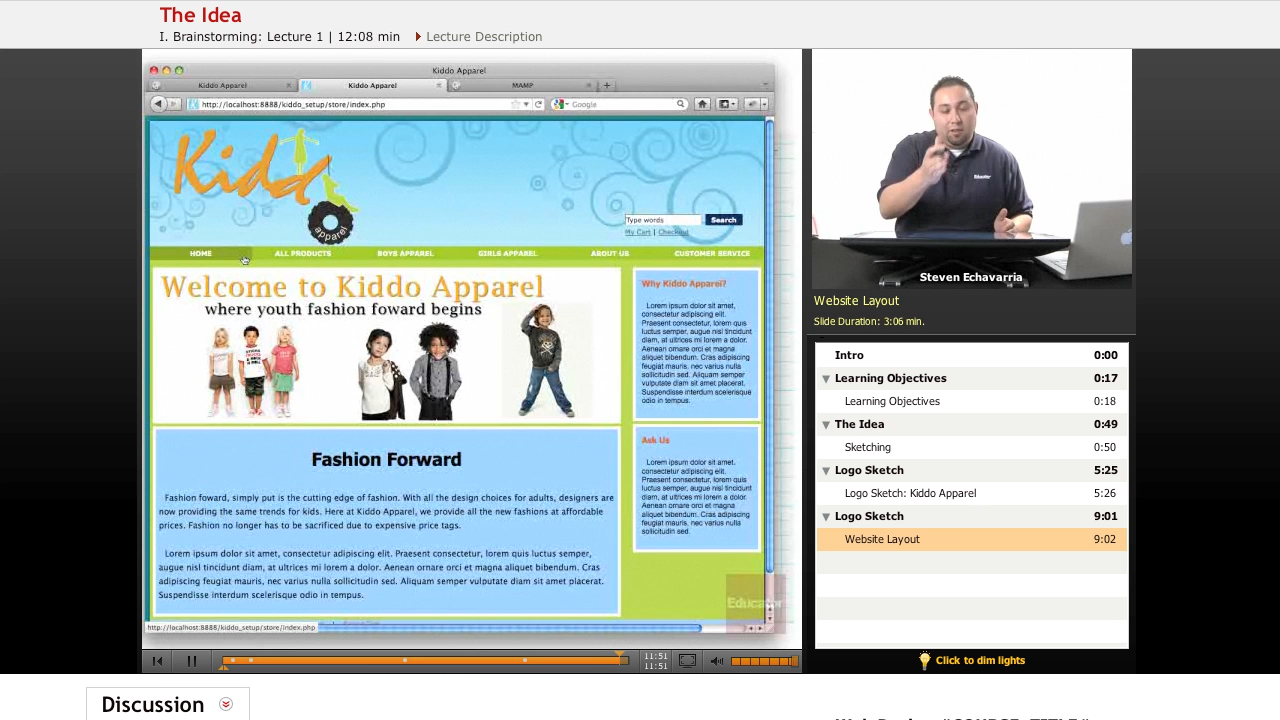 The Idea
I. Brainstorming: Lecture 1 | 12:08 min
Lecture Description
Kiddo Apparel
Kiddo Apparel
Kiddo Apparel
MAMP
http://localhost:8888/kiddo_setup/store/index.php
Google
Kiddo
apparel
Type words
Search
My Cart | Checkout
HOME
ALL PRODUCTS
BOYS APPAREL
GIRLS APPAREL
ABOUT US
CUSTOMER SERVICE
Welcome to Kiddo Apparel
where youth fashion foward begins
Why Kiddo Apparel?
Lorem ipsum dolor sit amet,
consectetur adipiscing elit.
Praesent consectetur, lorem quis
luctus semper, augue nisl tincidunt
diam, at ultrices mi lorem diam.
Aenean ornare orci et magna
aliquet bibendum. Cras adipiscing
feugiat mauris, nec varius nulla
sollicitudin sed. Aliquam semper
vulputate diam sit amet placerat.
Suspendisse interdum scelerisque
odio in tempus.
Fashion Forward
Fashion foward, simply put is the cutting edge of fashion. With all the design choices for adults, designers are
now providing the same trends for kids. Here at Kiddo Apparel, we provide all the new fashions at affordable
prices. Fashion no longer has to be sacrificed due to expensive price tags.
Lorem ipsum dolor sit amet, consectetur adipiscing elit. Praesent consectetur, lorem quis luctus semper,
augue nisl tincidunt diam, at ultrices mi lorem diam. Aenean ornare orci et magna aliquet bibendum. Cras
adipiscing feugiat mauris, nec varius nulla sollicitudin sed. Aliquam semper vulputate diam sit amet placerat.
Suspendisse interdum scelerisque odio in tempus.
Ask Us
Lorem ipsum dolor sit amet,
consectetur adipiscing elit.
Praesent consectetur, lorem quis
luctus semper, augue nisl tincidunt
diam, at ultrices mi lorem diam.
Aenean ornare orci et magna
aliquet bibendum. Cras adipiscing
feugiat mauris, nec varius nulla
sollicitudin sed.
Educator
http://localhost:8888/kiddo_setup/store/index.php
11:51
11:51
Educator
Steven Echavarria
Website Layout
Slide Duration: 3:06 min.
Intro 0:00
Learning Objectives 0:17
Learning Objectives 0:18
The Idea 0:49
Sketching 0:50
Logo Sketch 5:25
Logo Sketch: Kiddo Apparel 5:26
Logo Sketch 9:01
Website Layout 9:02
Click to dim lights
Discussion